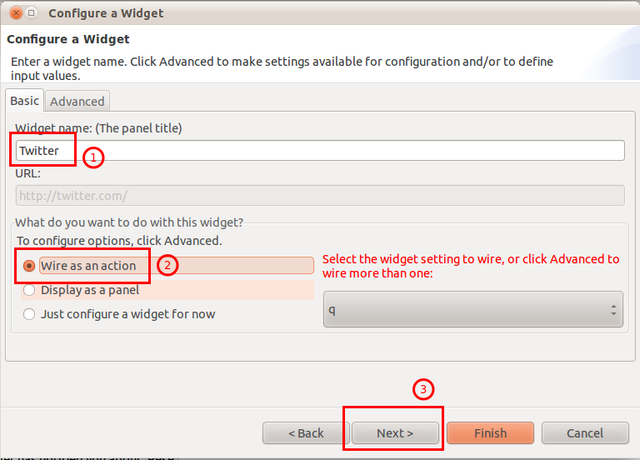 Configure a Widget
Configure a Widget
Enter a widget name. Click Advanced to make settings available for configuration and/or to define
input values.
Basic Advanced
Widget name: (The panel title)
Twitter
1
URL:
http://twitter.com/
What do you want to do with this widget?
To configure options, click Advanced.
Wire as an action
2
Select the widget setting to wire, or click Advanced to
wire more than one:
Display as a panel
q
Just configure a widget for now
3
< Back Next > Finish Cancel